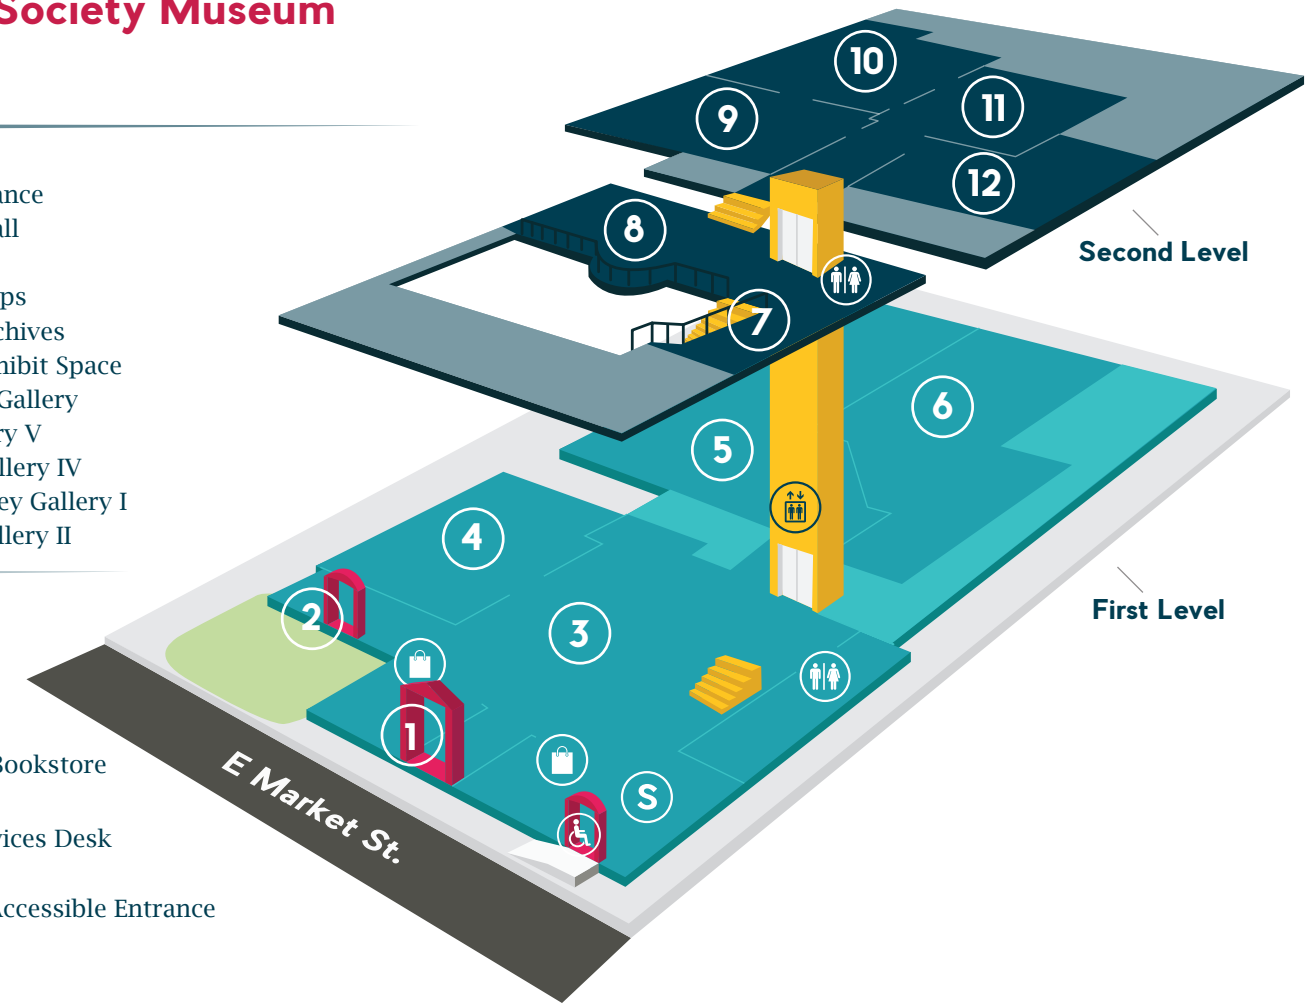 Society Museum
ance
all
ps
chives
hibit Space
Gallery
ry V
llery IV
ey Gallery I
llery II
Bookstore
vices Desk
Accessible Entrance
10
9
11
12
Second Level
8
7
6
5
First Level
4
2
3
1
S
E Market St.